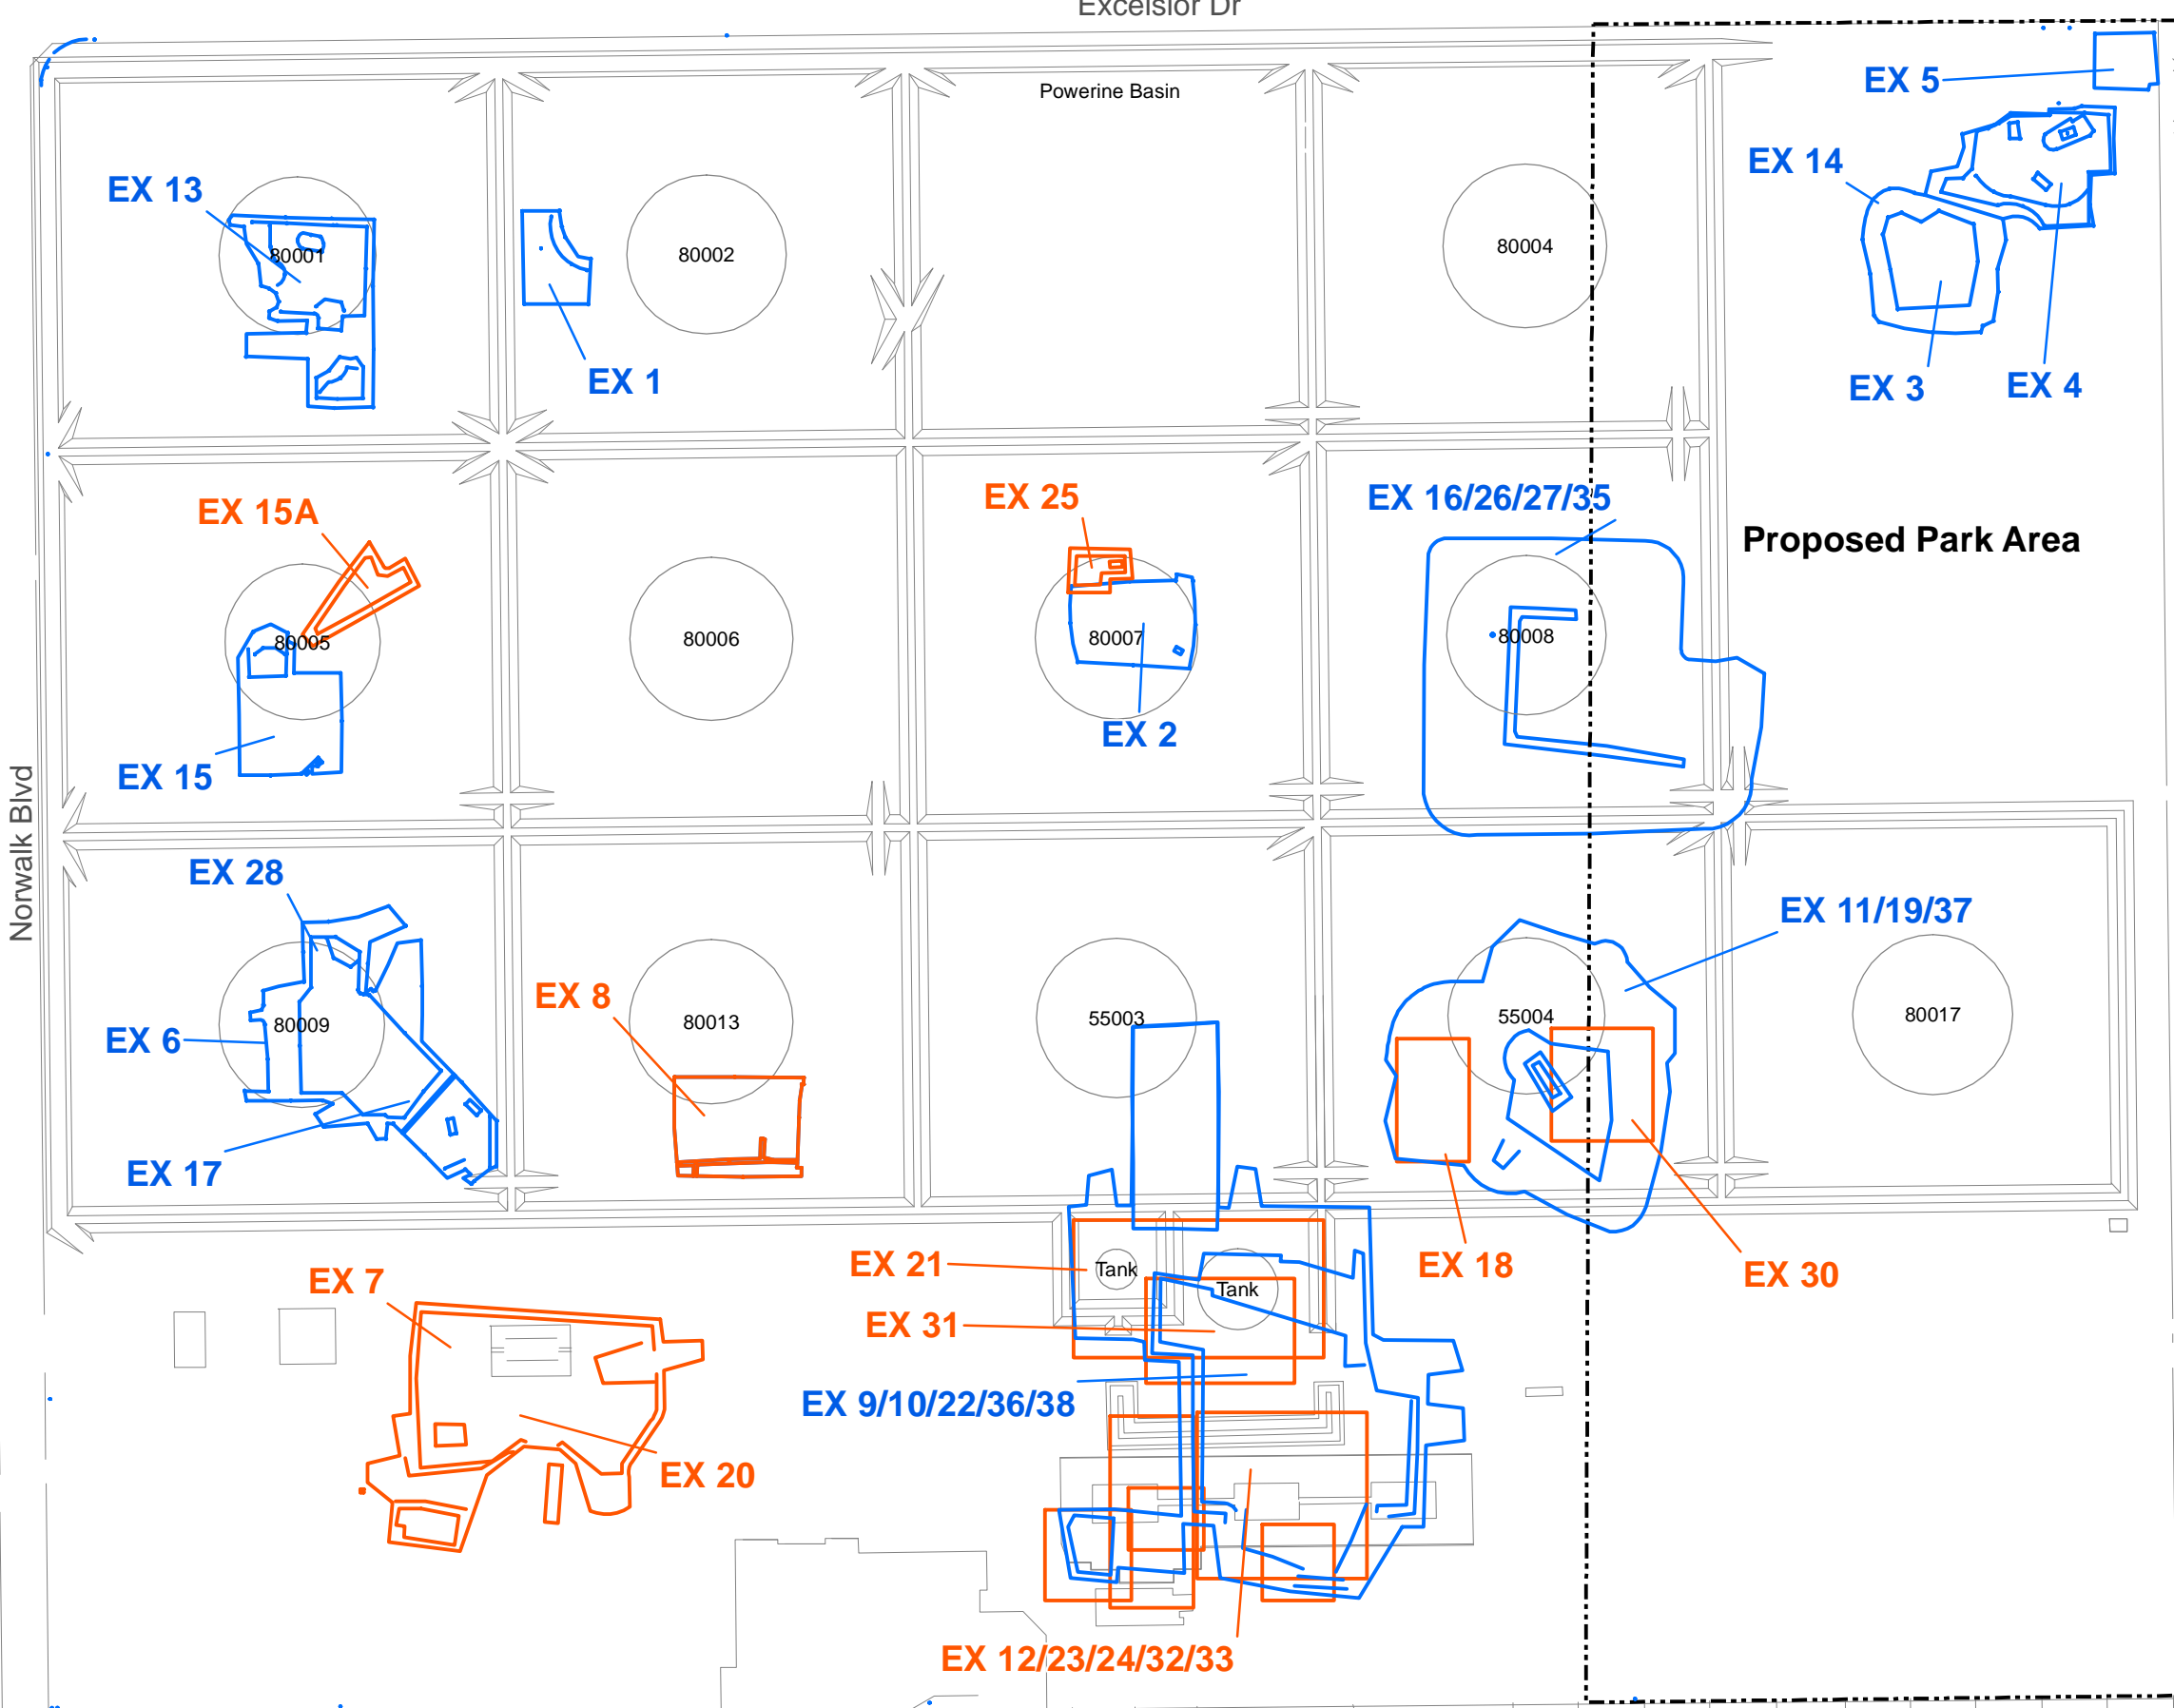 Excelsior Dr
Powerine Basin
EX 5
EX 14
EX 13
80001
80002
80004
EX 1
EX 3
EX 4
EX 15A
EX 25
EX 16/26/27/35
Proposed Park Area
80005
80006
80007
80008
EX 2
EX 15
Norwalk Blvd
EX 28
EX 11/19/37
EX 8
EX 6
80009
80013
55003
55004
80017
EX 17
EX 21
Tank
Tank
EX 18
EX 30
EX 7
EX 31
EX 9/10/22/36/38
EX 20
EX 12/23/24/32/33